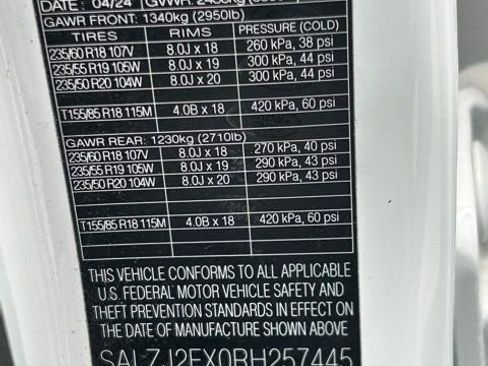 DATE: 04/24 GVWR:
GAWR FRONT: 1340kg (2950lb)
TIRES RIMS PRESSURE (COLD)
235/60 R18 107V 8.0J x 18 260 kPa, 38 psi
235/55 R19 105W 8.0J x 19 300 kPa, 44 psi
235/50 R20 104W 8.0J x 20 300 kPa, 44 psi
T155/85 R18 115M 4.0B x 18 420 kPa, 60 psi
GAWR REAR: 1230kg (2710lb)
235/60 R18 107V 8.0J x 18 270 kPa, 40 psi
235/55 R19 105W 8.0J x 19 290 kPa, 43 psi
235/50 R20 104W 8.0J x 20 290 kPa, 43 psi
T155/85 R18 115M 4.0B x 18 420 kPa, 60 psi
THIS VEHICLE CONFORMS TO ALL APPLICABLE
U.S. FEDERAL MOTOR VEHICLE SAFETY AND
THEFT PREVENTION STANDARDS IN EFFECT ON
THE DATE OF MANUFACTURE SHOWN ABOVE
SALZJ2EX0RH257445